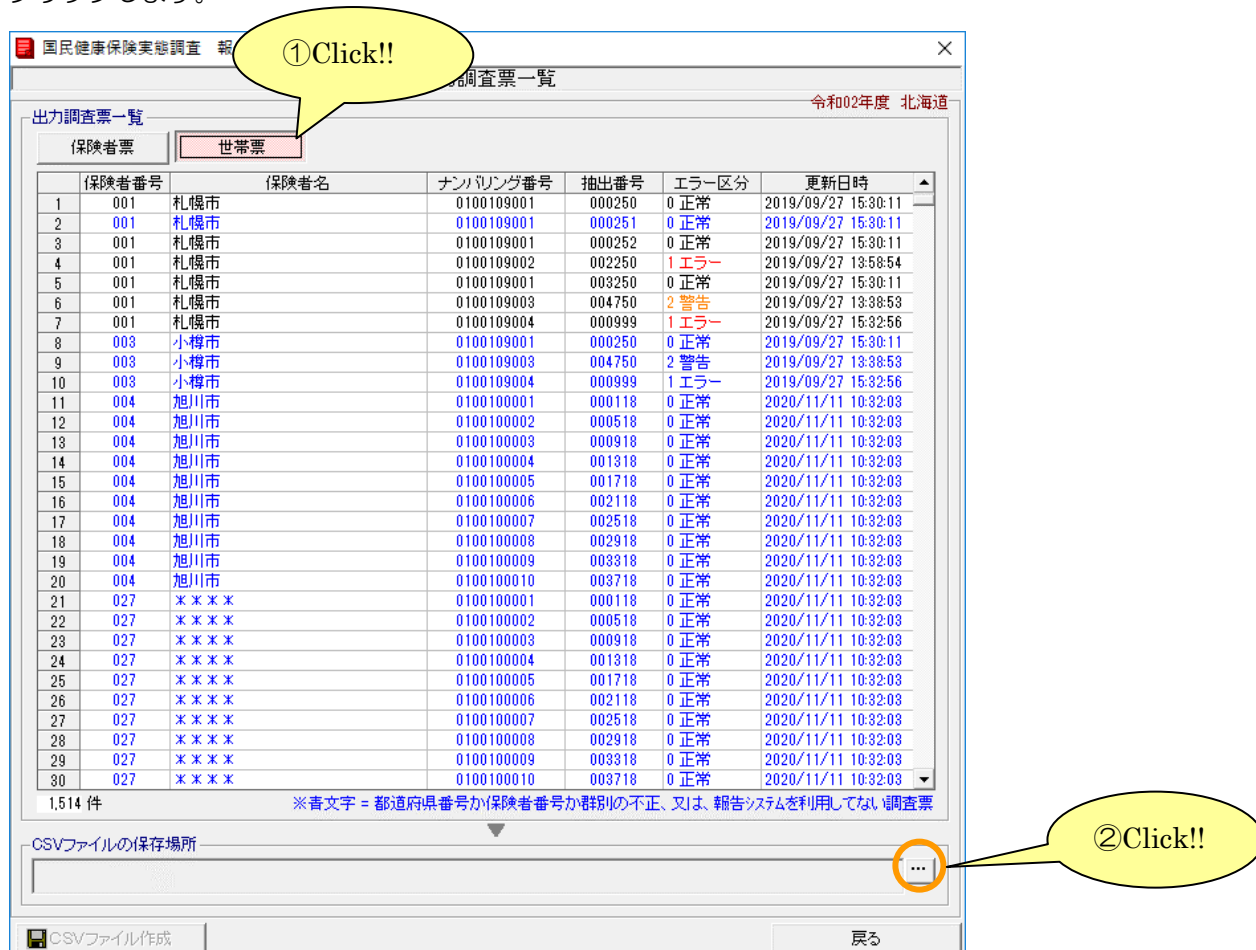 クリックします。
国民健康保険実態調査 報
①Click!!
調査票一覧
令和02年度 北海道
出力調査票一覧
保険者票 世帯票
保険者番号 保険者名 ナンバリング番号 抽出番号 エラー区分 更新日時
1 001 札幌市 0100109001 000250 0 正常 2019/09/27 15:30:11
2 001 札幌市 0100109001 000251 0 正常 2019/09/27 15:30:11
3 001 札幌市 0100109001 000252 0 正常 2019/09/27 15:30:11
4 001 札幌市 0100109002 002250 1 エラー 2019/09/27 13:58:54
5 001 札幌市 0100109001 003250 0 正常 2019/09/27 15:30:11
6 001 札幌市 0100109003 004750 2 警告 2019/09/27 13:38:53
7 001 札幌市 0100109004 000999 1 エラー 2019/09/27 15:32:56
8 003 小樽市 0100109001 000250 0 正常 2019/09/27 15:30:11
9 003 小樽市 0100109003 004750 2 警告 2019/09/27 13:38:53
10 003 小樽市 0100109004 000999 1 エラー 2019/09/27 15:32:56
11 004 旭川市 0100100001 000118 0 正常 2020/11/11 10:32:03
12 004 旭川市 0100100002 000518 0 正常 2020/11/11 10:32:03
13 004 旭川市 0100100003 000918 0 正常 2020/11/11 10:32:03
14 004 旭川市 0100100004 001318 0 正常 2020/11/11 10:32:03
15 004 旭川市 0100100005 001718 0 正常 2020/11/11 10:32:03
16 004 旭川市 0100100006 002118 0 正常 2020/11/11 10:32:03
17 004 旭川市 0100100007 002518 0 正常 2020/11/11 10:32:03
18 004 旭川市 0100100008 002918 0 正常 2020/11/11 10:32:03
19 004 旭川市 0100100009 003318 0 正常 2020/11/11 10:32:03
20 004 旭川市 0100100010 003718 0 正常 2020/11/11 10:32:03
21 027 ＊＊＊＊ 0100100001 000118 0 正常 2020/11/11 10:32:03
22 027 ＊＊＊＊ 0100100002 000518 0 正常 2020/11/11 10:32:03
23 027 ＊＊＊＊ 0100100003 000918 0 正常 2020/11/11 10:32:03
24 027 ＊＊＊＊ 0100100004 001318 0 正常 2020/11/11 10:32:03
25 027 ＊＊＊＊ 0100100005 001718 0 正常 2020/11/11 10:32:03
26 027 ＊＊＊＊ 0100100006 002118 0 正常 2020/11/11 10:32:03
27 027 ＊＊＊＊ 0100100007 002518 0 正常 2020/11/11 10:32:03
28 027 ＊＊＊＊ 0100100008 002918 0 正常 2020/11/11 10:32:03
29 027 ＊＊＊＊ 0100100009 003318 0 正常 2020/11/11 10:32:03
30 027 ＊＊＊＊ 0100100010 003718 0 正常 2020/11/11 10:32:03
1,514 件 ※青文字 = 都道府県番号か保険者番号か群別の不正、又は、報告システムを利用してない調査票
CSVファイルの保存場所
②Click!!
...
CSVファイル作成 戻る